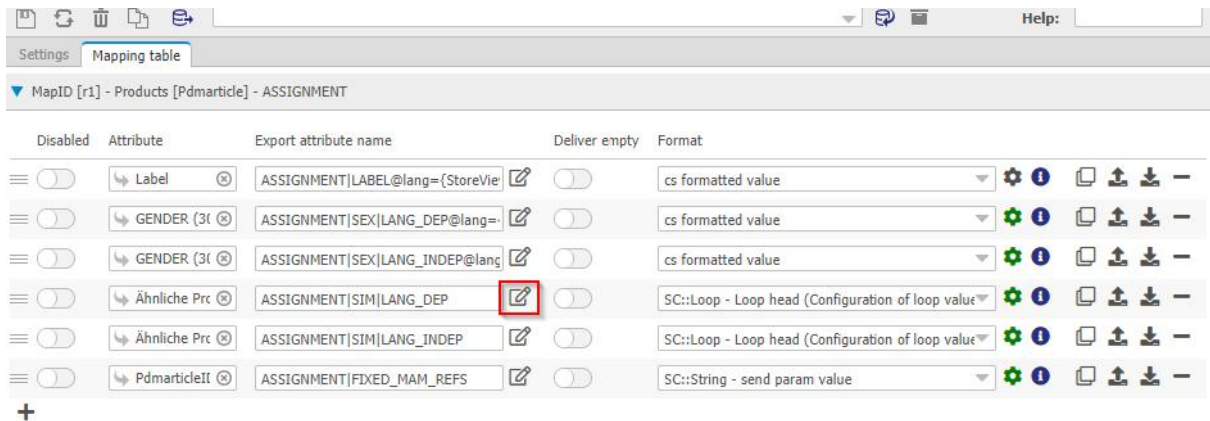 Help:
Settings Mapping table
MapID [r1] - Products [Pdmarticle] - ASSIGNMENT
Disabled Attribute Export attribute name Deliver empty Format
Label ASSIGNMENT|LABEL@lang={StoreVie cs formatted value
GENDER (30 ASSIGNMENT|SEX|LANG_DEP@lang= cs formatted value
GENDER (30 ASSIGNMENT|SEX|LANG_INDEP@lang cs formatted value
Ähnliche Prc ASSIGNMENT|SIM|LANG_DEP SC::Loop - Loop head (Configuration of loop value
Ähnliche Prc ASSIGNMENT|SIM|LANG_INDEP SC::Loop - Loop head (Configuration of loop value
PdmarticleII ASSIGNMENT|FIXED_MAM_REFS SC::String - send param value